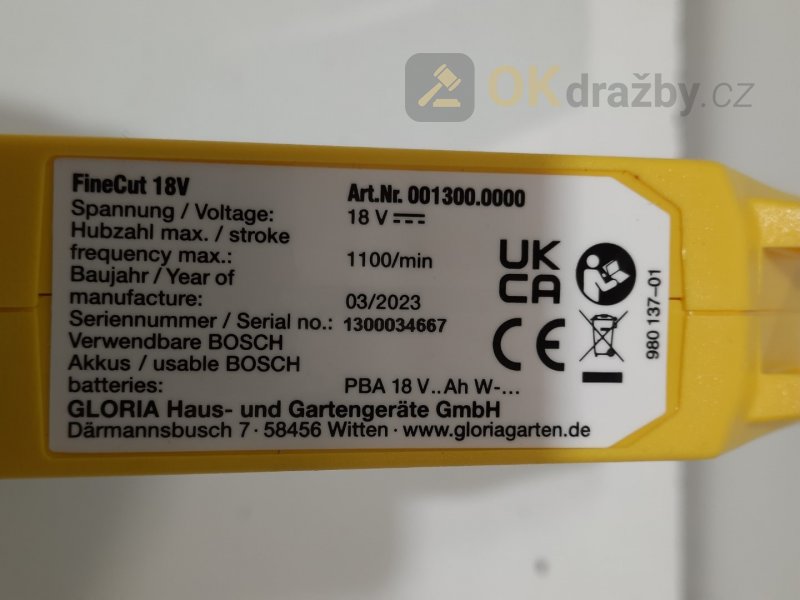 OKdražby.cz
FineCut 18V Art.Nr. 001300.0000
Spannung / Voltage: 18 V
Hubzahl max. / stroke
frequency max.: 1100/min
Baujahr / Year of
manufacture: 03/2023
Seriennummer / Serial no.: 1300034667
Verwendbare BOSCH
Akkus / usable BOSCH
batteries: PBA 18 V..Ah W-...
GLORIA Haus- und Gartengeräte GmbH
Därmannsbusch 7 · 58456 Witten · www.gloriagarten.de
UK
CA
CE
980 137-01